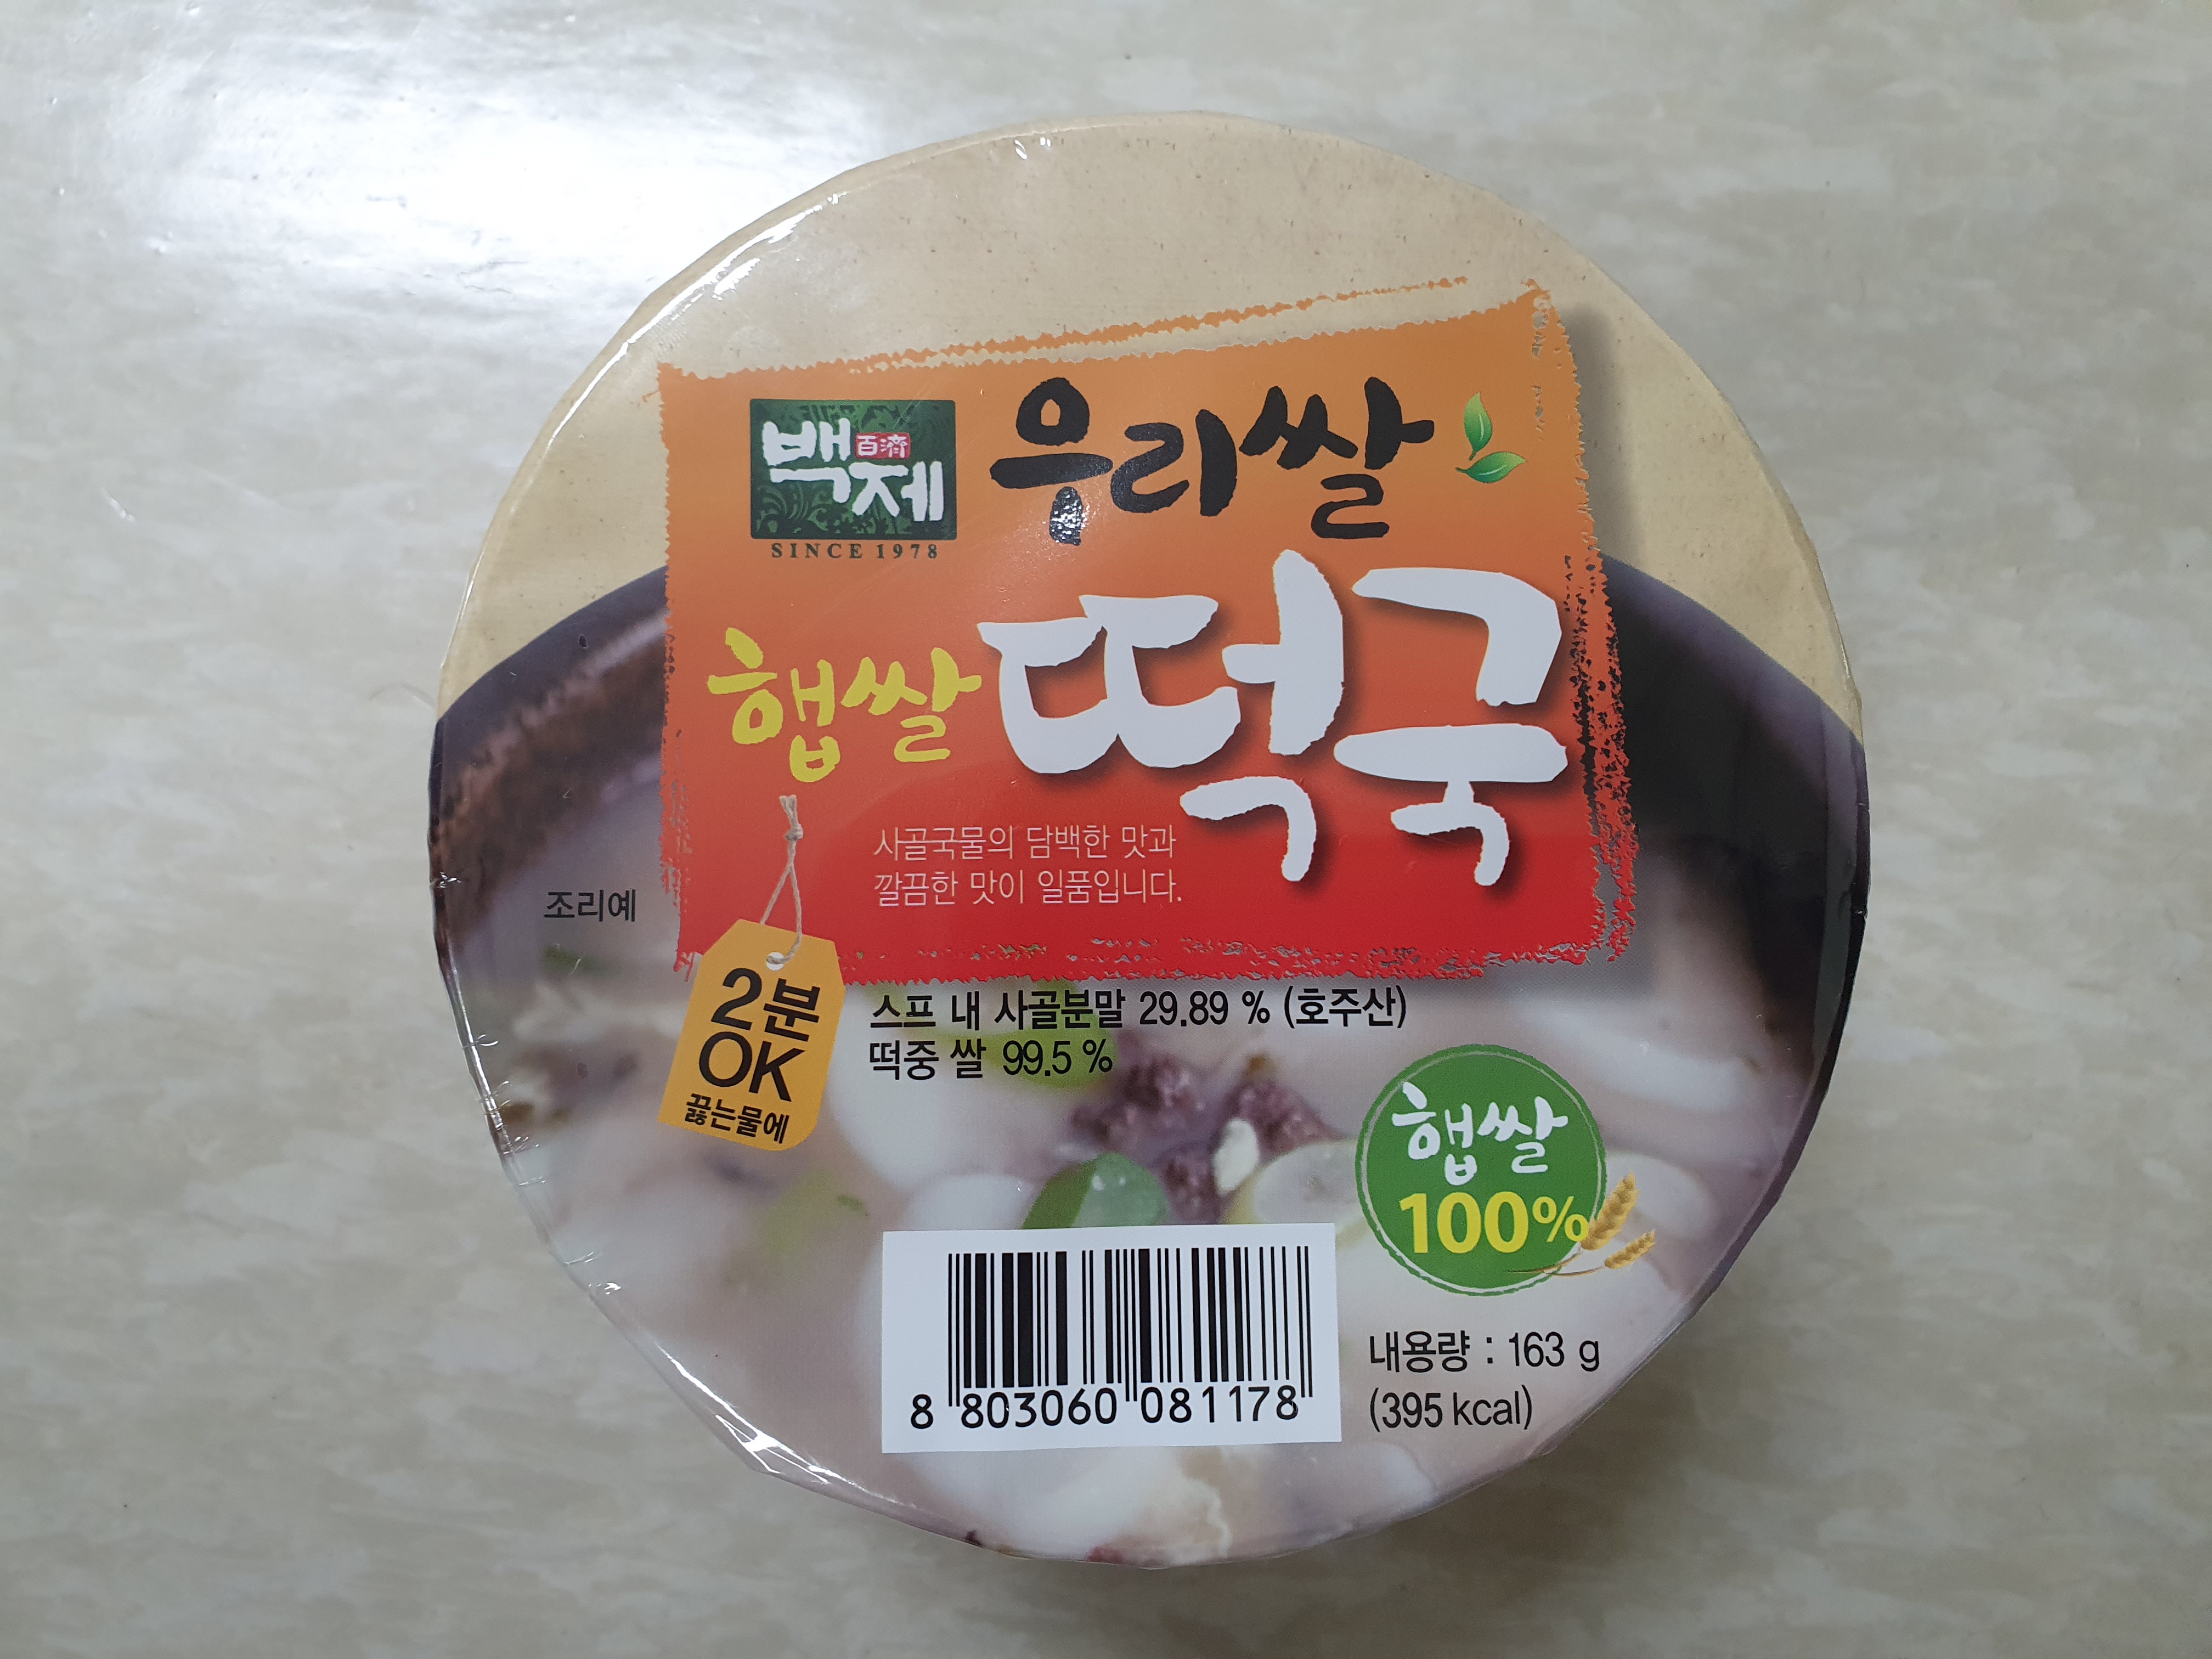 백제
百濟
SINCE 1978
우리쌀
햅쌀 떡국
사골국물의 담백한 맛과
깔끔한 맛이 일품입니다.
조리예
2분
OK
끓는물에
스프 내 사골분말 29.89 % (호주산)
떡중 쌀 99.5 %
햅쌀
100%
8 803060 081178
내용량 : 163 g
(395 kcal)